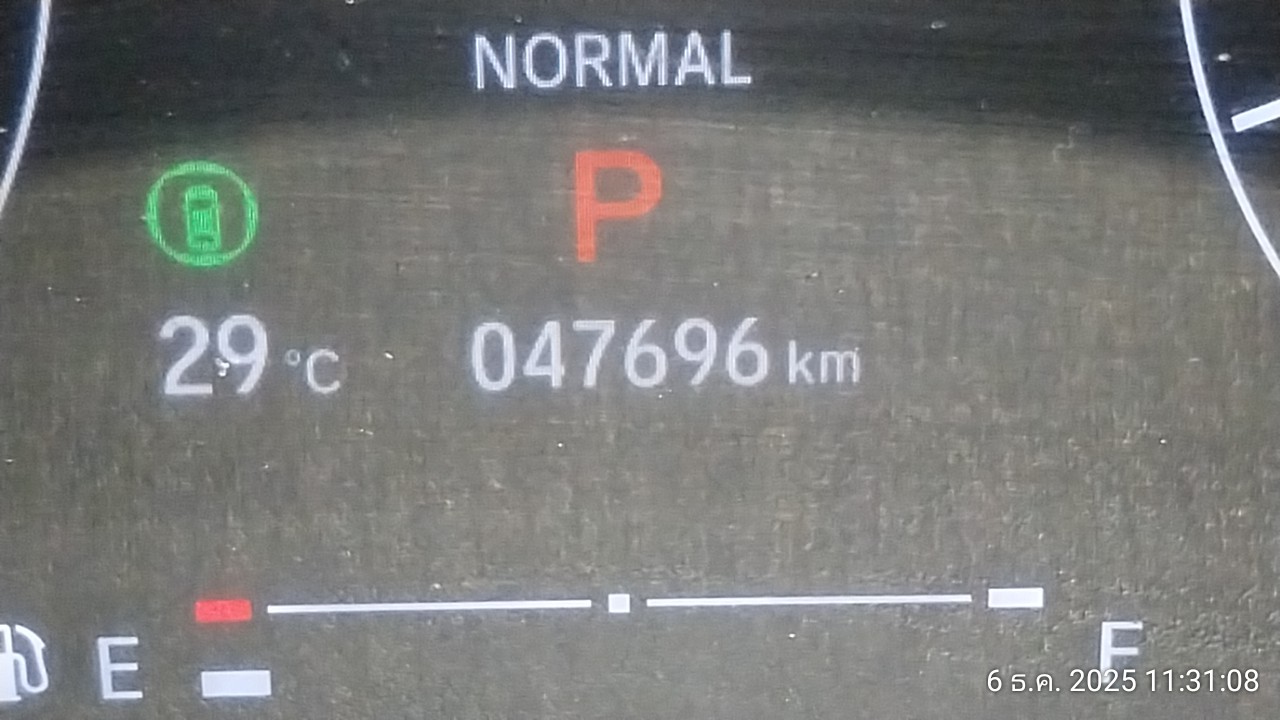 NORMAL
P
29 °C 047696 km
E F
6 ธ.ค. 2025 11:31:08